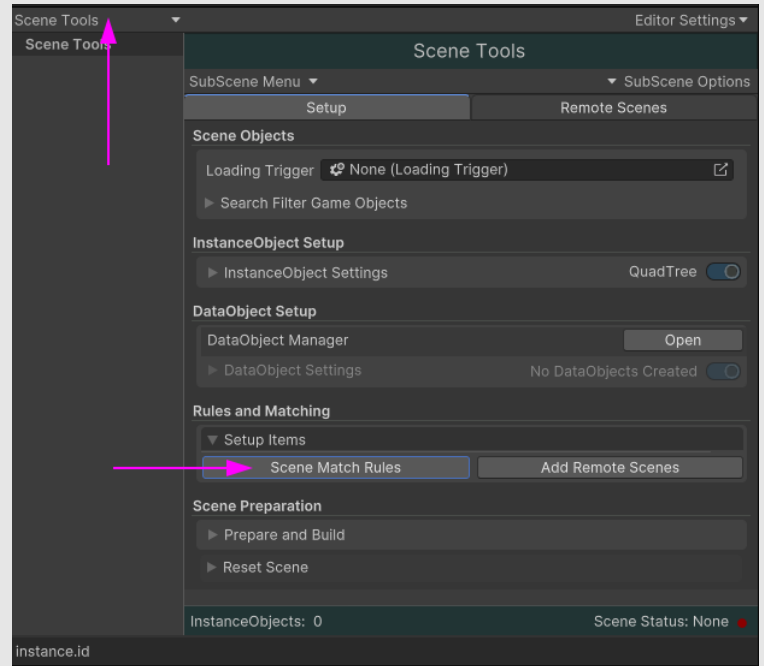 Scene Tools Editor Settings
Scene Tools
Scene Tools
SubScene Menu SubScene Options
Setup Remote Scenes
Scene Objects
Loading Trigger None (Loading Trigger)
Search Filter Game Objects
InstanceObject Setup
InstanceObject Settings QuadTree
DataObject Setup
DataObject Manager Open
DataObject Settings No DataObjects Created
Rules and Matching
Setup Items
Scene Match Rules Add Remote Scenes
Scene Preparation
Prepare and Build
Reset Scene
InstanceObjects: 0 Scene Status: None
instance.id